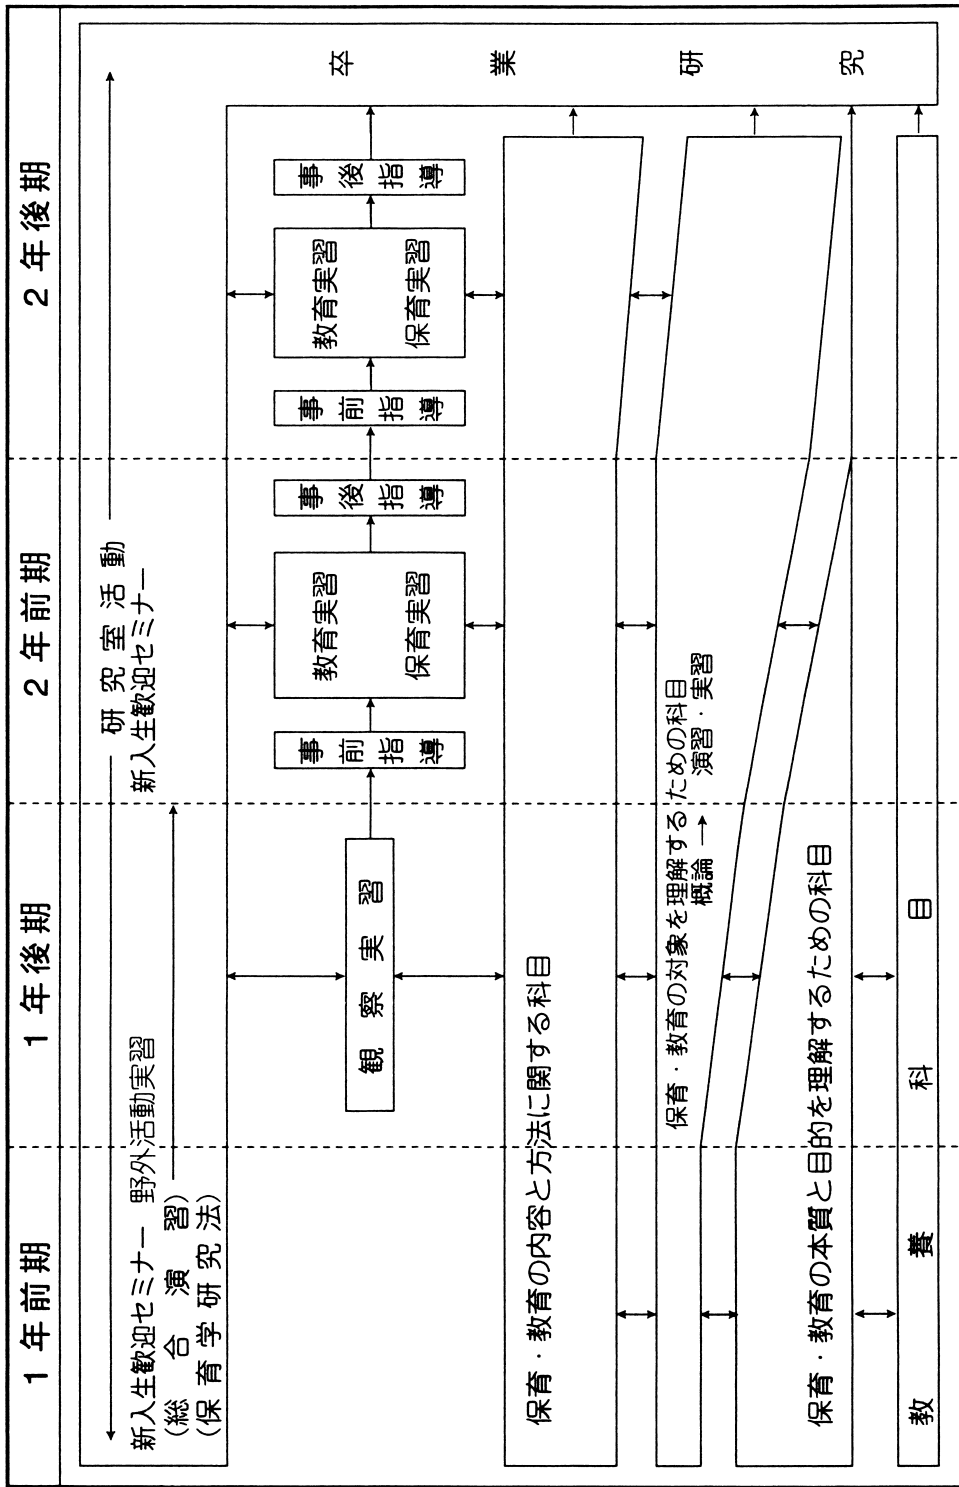 1年前期
1年後期
2年前期
2年後期
研究室活動
新入生歓迎セミナー 野外活動実習
新入生歓迎セミナー
(総合演習)
(保育学研究法)
卒業研究
観察実習
事前指導
教育実習
保育実習
事後指導
事前指導
教育実習
保育実習
事後指導
保育・教育の内容と方法に関する科目
保育・教育の対象を理解するための科目
概論 → 演習・実習
保育・教育の本質と目的を理解するための科目
教養科目